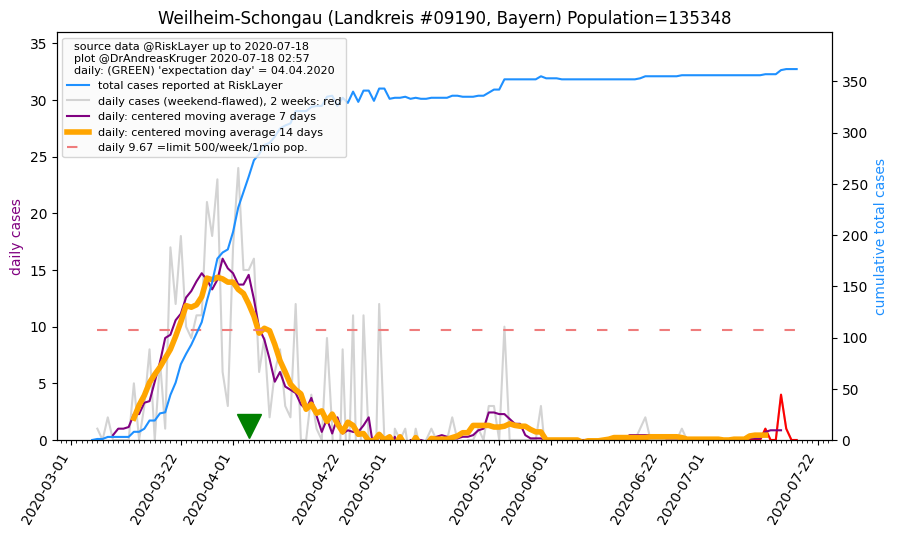 Weilheim-Schongau (Landkreis #09190, Bayern) Population=135348
source data @RiskLayer up to 2020-07-18
plot @DrAndreasKruger 2020-07-18 02:57
daily: (GREEN) 'expectation day' = 04.04.2020
total cases reported at RiskLayer
daily cases (weekend-flawed), 2 weeks: red
daily: centered moving average 7 days
daily: centered moving average 14 days
daily 9.67 =limit 500/week/1mio pop.
daily cases
35
30
25
20
15
10
5
0
cumulative total cases
350
300
250
200
150
100
50
0
2020-03-01
2020-03-22
2020-04-01
2020-04-22
2020-05-01
2020-05-22
2020-06-01
2020-06-22
2020-07-01
2020-07-22